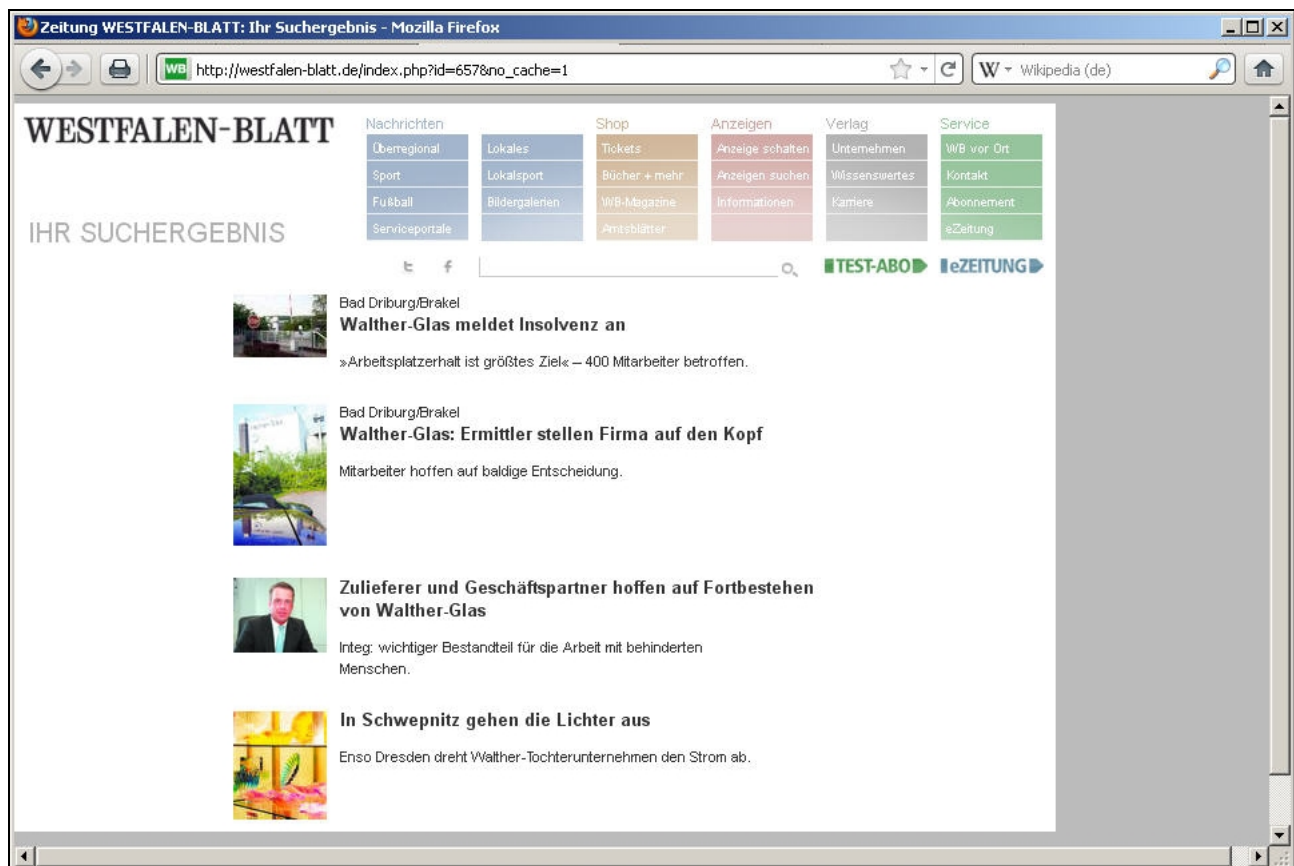 Zeitung WESTFALEN-BLATT: Ihr Suchergebnis - Mozilla Firefox
WB http://westfalen-blatt.de/index.php?id=657&no_cache=1
W Wikipedia (de)
WESTFALEN-BLATT
IHR SUCHERGEBNIS
Nachrichten Shop Anzeigen Verlag Service
Überregional Lokales Tickets Anzeige schalten Unternehmen WB vor Ort
Sport Lokalsport Bücher + mehr Anzeigen suchen Wissenswertes Kontakt
Fußball Bildergalerien WB-Magazine Informationen Karriere Abonnement
Serviceportale Amtsblätter eZeitung
t f TEST-ABO eZEITUNG
Bad Driburg/Brakel
Walther-Glas meldet Insolvenz an
»Arbeitsplatzerhalt ist größtes Ziel« – 400 Mitarbeiter betroffen.
Bad Driburg/Brakel
Walther-Glas: Ermittler stellen Firma auf den Kopf
Mitarbeiter hoffen auf baldige Entscheidung.
Zulieferer und Geschäftspartner hoffen auf Fortbestehen
von Walther-Glas
Integ: wichtiger Bestandteil für die Arbeit mit behinderten
Menschen.
In Schwepnitz gehen die Lichter aus
Enso Dresden dreht Walther-Tochterunternehmen den Strom ab.